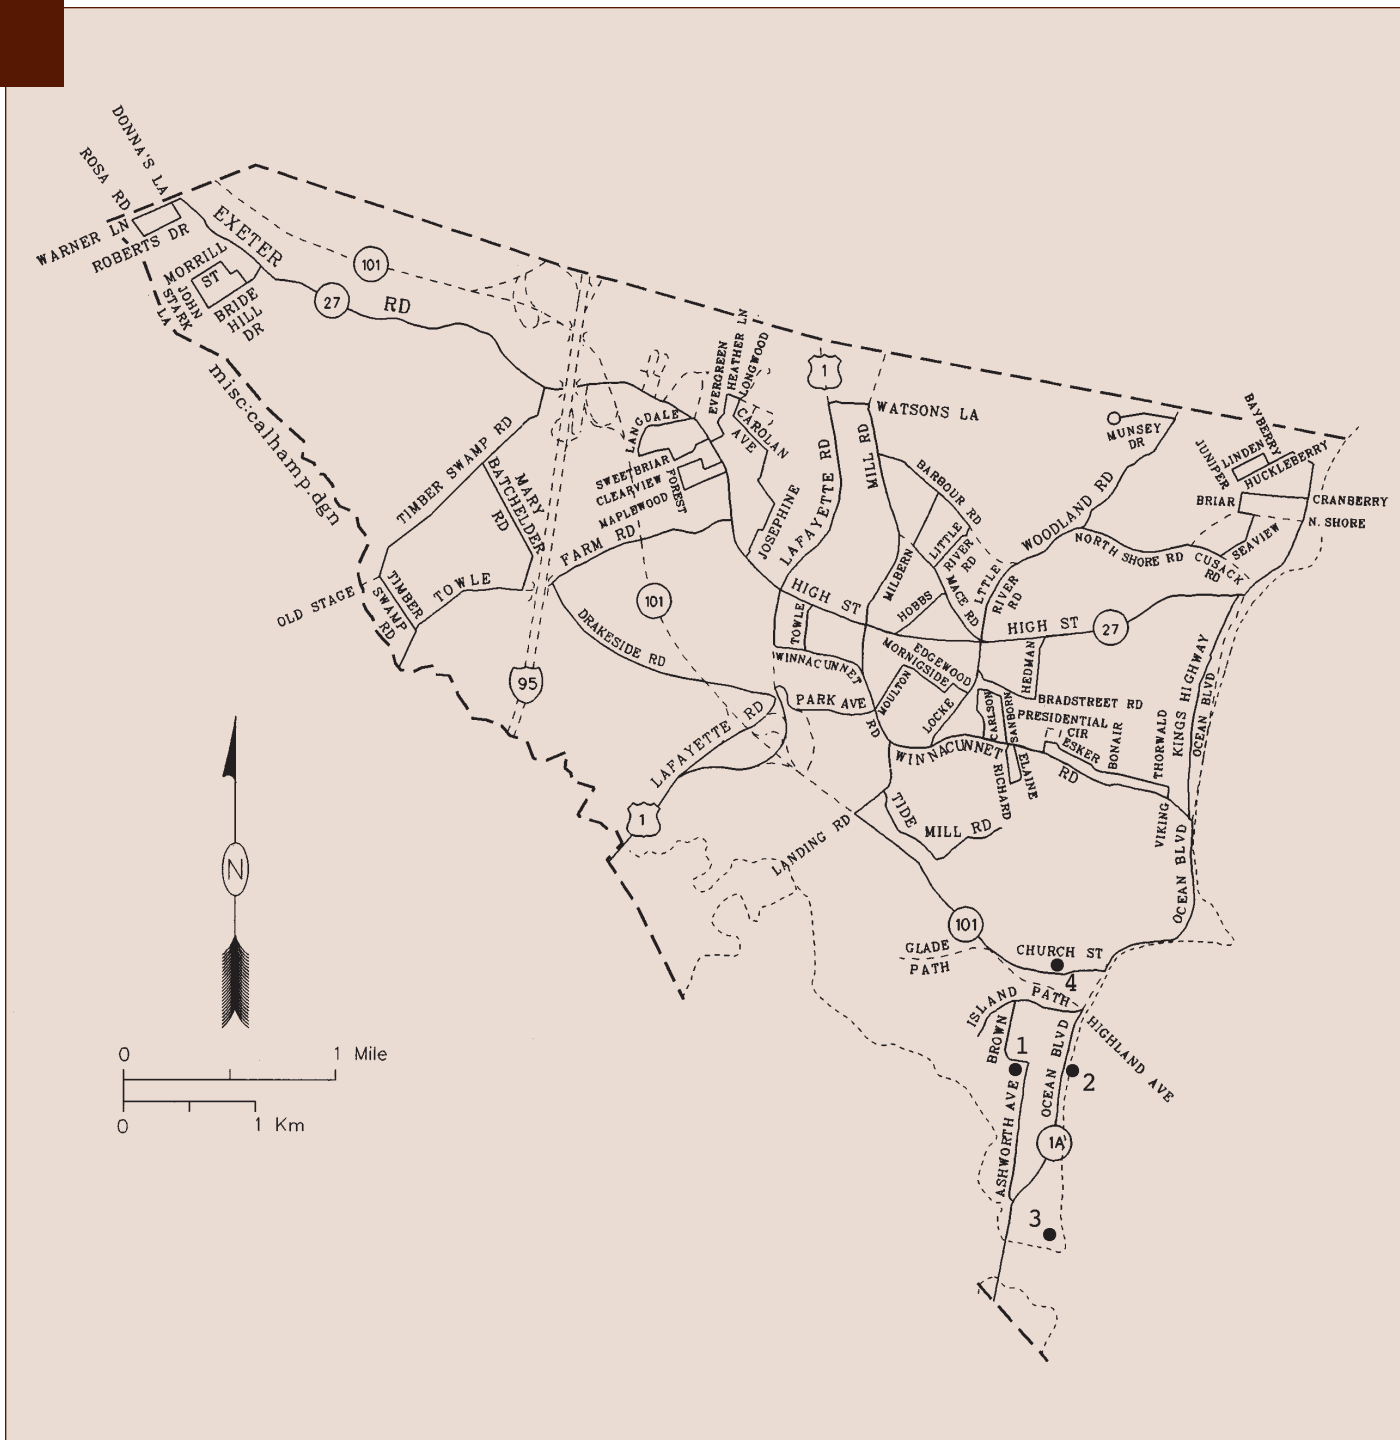 DONNA'S LA
ROSA RD
WARNER LN
ROBERTS DR
EXETER
RD
MORRILL
ST
JOHN
STARK
LA
BRIDE
HILL
DR
101
27
misc:calhamp.dgn
TIMBER SWAMP RD
MARY
BATCHELDER
RD
OLD STAGE
TIMBER
SWAMP
RD
TOWLE
FARM RD
DRAKESIDE RD
95
101
LANGDALE
SWEETBRIAR
CLEARVIEW
MAPLEWOOD
FOREST
EVERGREEN
HEATHER LN
LONGWOOD
CAROLAN
AVE
JOSEPHINE
1
WATSONS LA
LAFAYETTE RD
MILL RD
BARBOUR RD
LITTLE
RIVER
RD
MILBERN
HOBBS
MACE RD
LTTLE
RIVER
RD
WOODLAND RD
MUNSEY
DR
NORTH SHORE RD
CUSACK
RD
SEAVIEW
BAYBERRY
LINDEN
JUNIPER
HUCKLEBERRY
BRIAR
CRANBERRY
N. SHORE
HIGH ST
HIGH ST
27
TOWLE
WINNACUNNET
RD
PARK AVE
MOULTON
EDGEWOOD
MORNIGSIDE
LOCKE
HEDMAN
BRADSTREET RD
CARLSON
SANBORN
PRESIDENTIAL
CIR
ESKER
BONAIR
THORWALD
KINGS HIGHWAY
OCEAN BLVD
WINNACUNNET
RD
RICHARD
ELAINE
VIKING
OCEAN BLVD
LAFAYETTE RD
1
LANDING RD
TIDE
MILL RD
101
GLADE
PATH
CHURCH ST
4
ISLAND PATH
HIGHLAND AVE
BROWN
1
OCEAN BLVD
2
ASHWORTH AVE
1A
3
N
0 1 Mile
0 1 Km